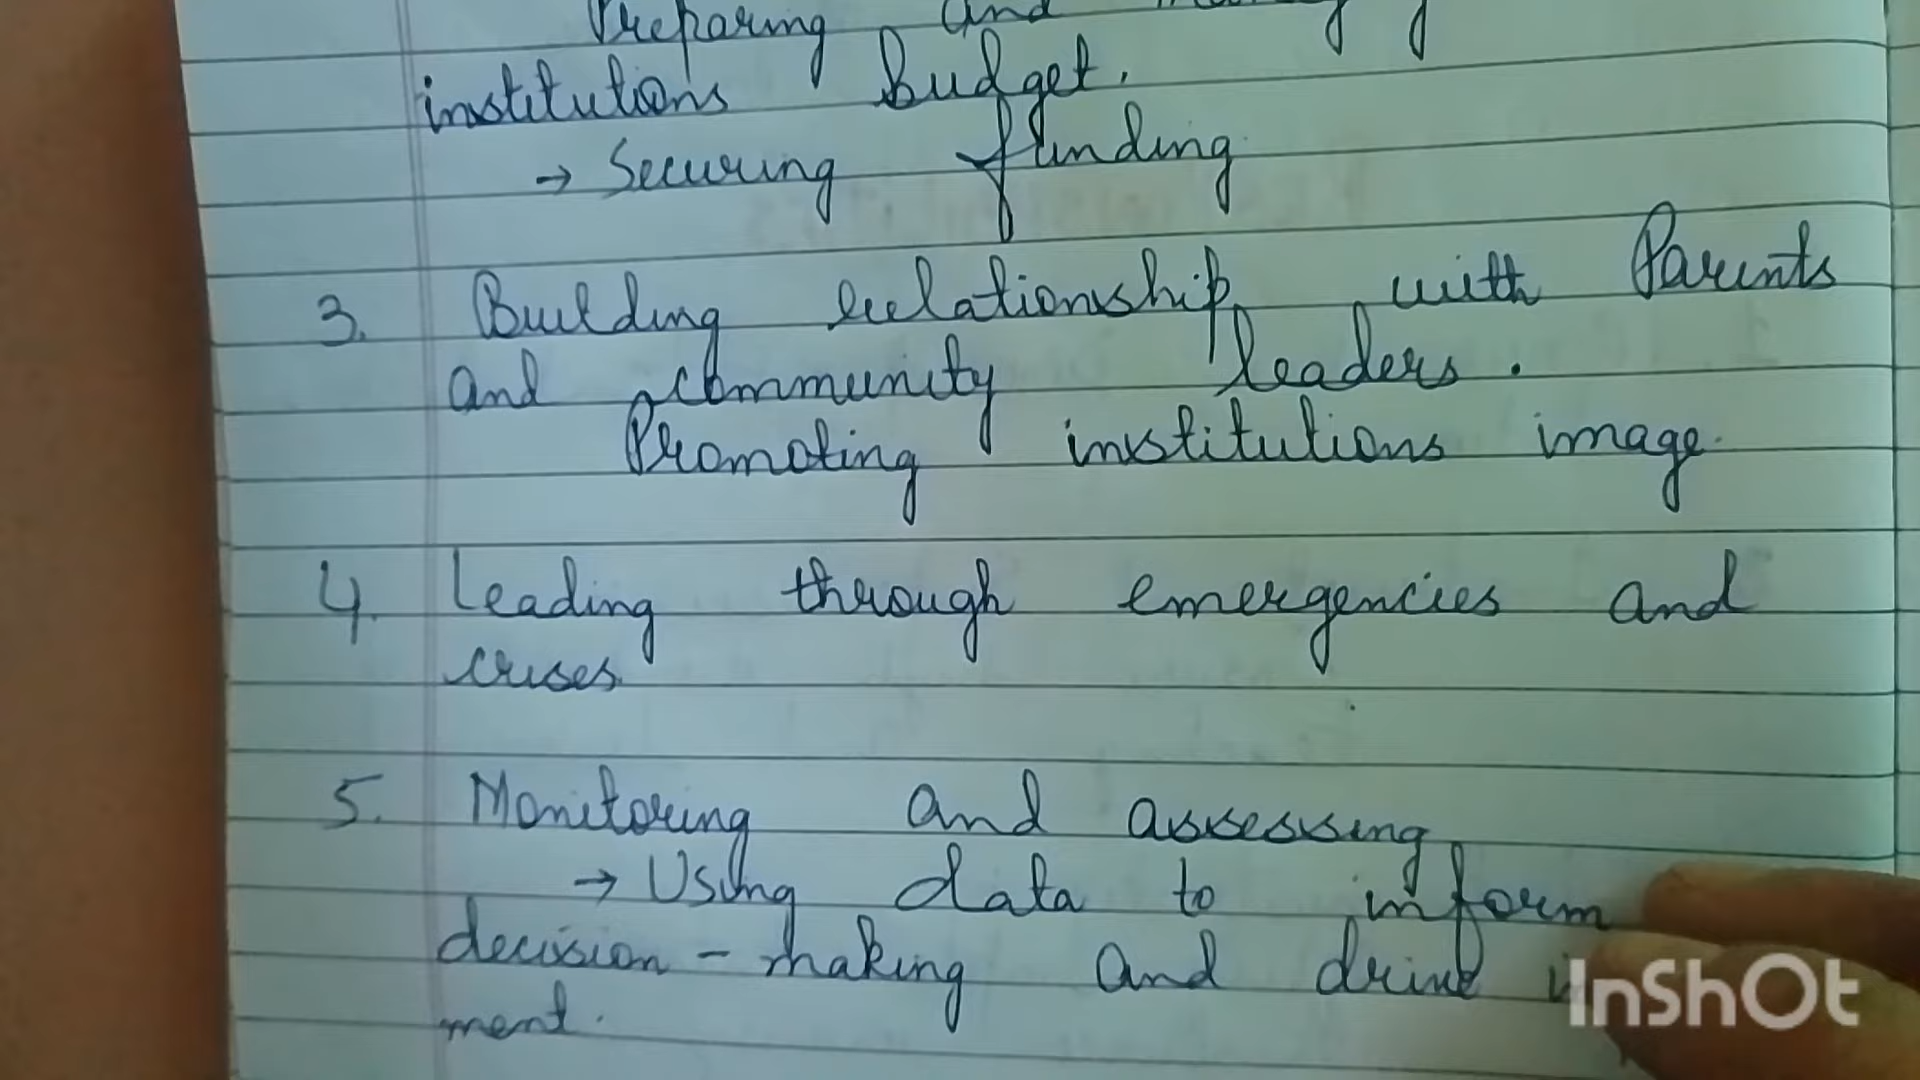 Preparing and
institutions budget.
→ Securing funding.
3. Building relationship with Parents
and community leaders.
Promoting institutions image.
4. Leading through emergencies and
crises.
5. Monitoring and assessing
→ Using data to inform
decision-making and
ment.
InShOt